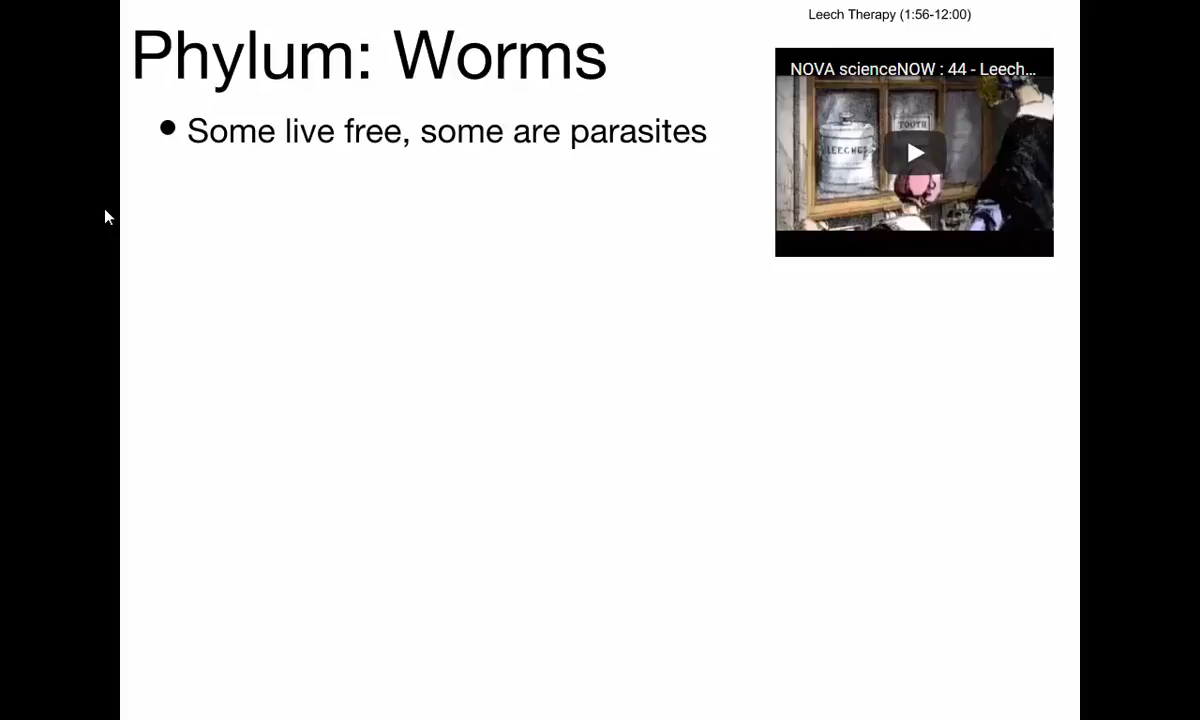 Leech Therapy (1:56-12:00)
Phylum: Worms
NOVA scienceNOW : 44 - Leech...
• Some live free, some are parasites
LEECHES
TOOTH